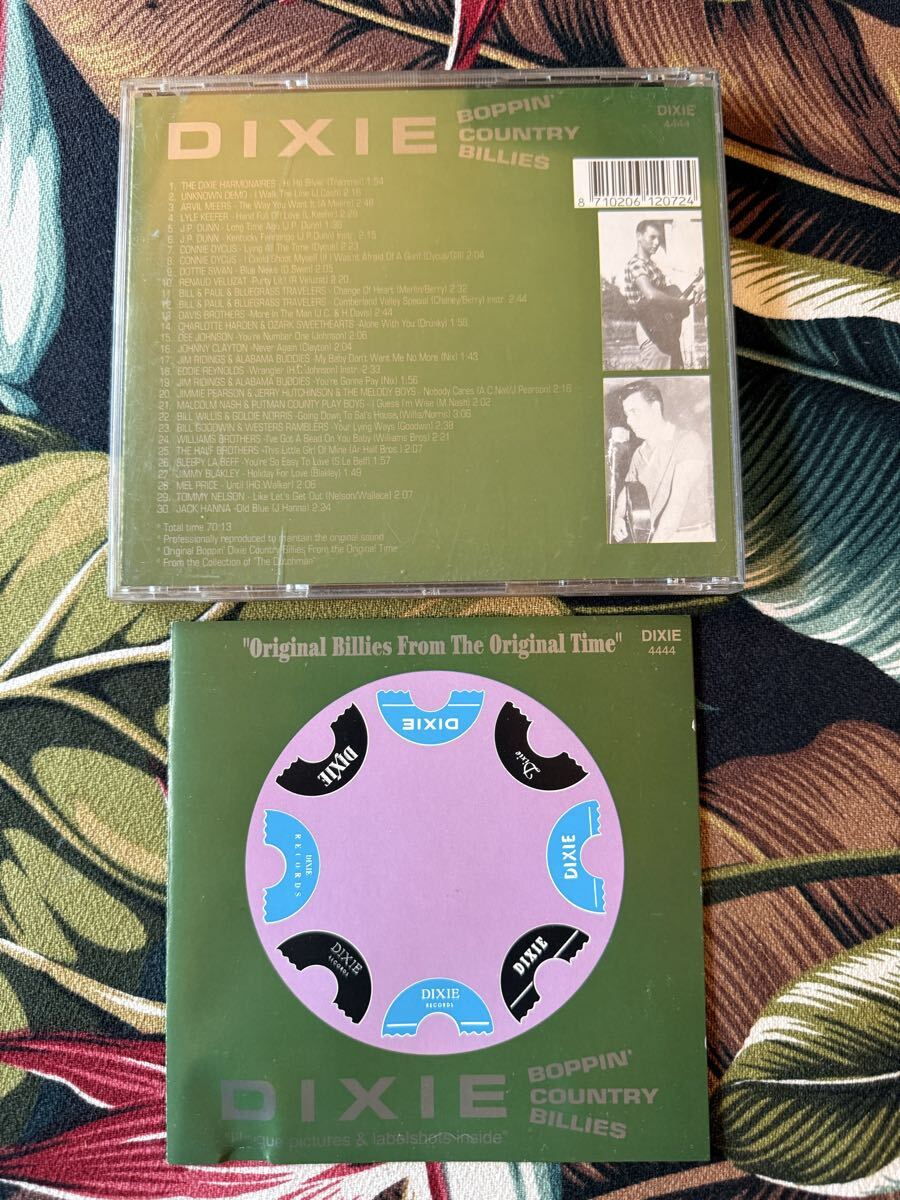 DIXIE
BOPPIN'
COUNTRY
BILLIES
DIXIE
4444
8 710206 120724
1. THE DIXIE HARMONAIRES - Hi Ho Silver (Thammel) 1:54
2. UNKNOWN DEMO - I Walk The Line (J.Cash) 2:16
3. ARVIL MEERS - The Way You Want It (A Meers) 2:48
4. LYLE KEEFER - Hand Full Of Love (L Keefer) 2:29
5. J.P. DUNN - Long Time Ago (J.P. Dunn) 1:36
6. J.P. DUNN - Kentucky Fandango (J.P. Dunn) Instr. 2:15
7. CONNIE DYCUS - Lying All The Time (Dycus) 2:23
8. CONNIE DYCUS - I Could Shoot Myself (If I Was'nt Afraid Of A Gun) (Dycus/Gill) 2:04
9. DOTTIE SWAN - Blue News (D.Swan) 2:05
10. RENAUD VELUZAT - Purty Li'l (R Veluzat) 2:20
11. BILL & PAUL & BLUEGRASS TRAVELERS - Change Of Heart (Martin/Berry) 2:32
12. BILL & PAUL & BLUEGRASS TRAVELERS - Cumberland Valley Special (Cheney/Berry) Instr. 2:44
13. DAVIS BROTHERS -More In The Man (J.C. & H.Davis) 2:44
14. CHARLOTTE HARDEN & OZARK SWEETHEARTS -Alone With You (Drunky) 1:58
15. DEE JOHNSON -You're Number One (Johnson) 2:06
16. JOHNNY CLAYTON -Never Again (Clayton) 2:04
17. JIM RIDINGS & ALABAMA BUDDIES -My Baby Don't Want Me No More (Nix) 1:43
18. EDDIE REYNOLDS -Wrangler (H.C.Johnson) Instr. 2:33
19. JIM RIDINGS & ALABAMA BUDDIES -You're Gonna Pay (Nix) 1:56
20. JIMMIE PEARSON & JERRY HUTCHINSON & THE MELODY BOYS - Nobody Cares (A.C.Neil/J Pearson) 2:16
21. MALCOLM NASH & PUTMAN COUNTY PLAY BOYS - I Guess I'm Wise (M.Nash) 2:02
22. BILL WILLIS & GOLDIE NORRIS -Going Down To Sal's House,(Willis/Norris) 3:06
23. BILL GOODWIN & WESTERS RAMBLERS -Your Lying Ways (Goodwin) 2:38
24. WILLIAMS BROTHERS -I've Got A Bead On You Baby (Williams Bros) 2:21
25. THE HALF BROTHERS -This Little Girl Of Mine (Arr Half Bros.) 2:07
26. SLEEPY LA BEFF -You're So Easy To Love (S Le Beff) 1:57
27. JIMMY BLAKLEY - Holiday For Love (Blakley) 1:49
28. MEL PRICE - Until (H.G.Walker) 2:06
29. TOMMY NELSON - Like Let's Get Out (Nelson/Wallace) 2:07
30. JACK HANNA -Old Blue (J Hanna) 2:24
* Total time 70:13
* Professionally reproduced to maintain the original sound
* Original Boppin' Dixie Country Billies From the Original Time
* From the Collection of "The Dutchman"
"Original Billies From The Original Time"
DIXIE
4444
DIXIE
DIXIE
Dixie
DIXIE
RECORDS
DIXIE
DIXIE
RECORDS
DIXIE
DIXIE
RECORDS
DIXIE
BOPPIN'
COUNTRY
BILLIES
pictures & labelshots inside"